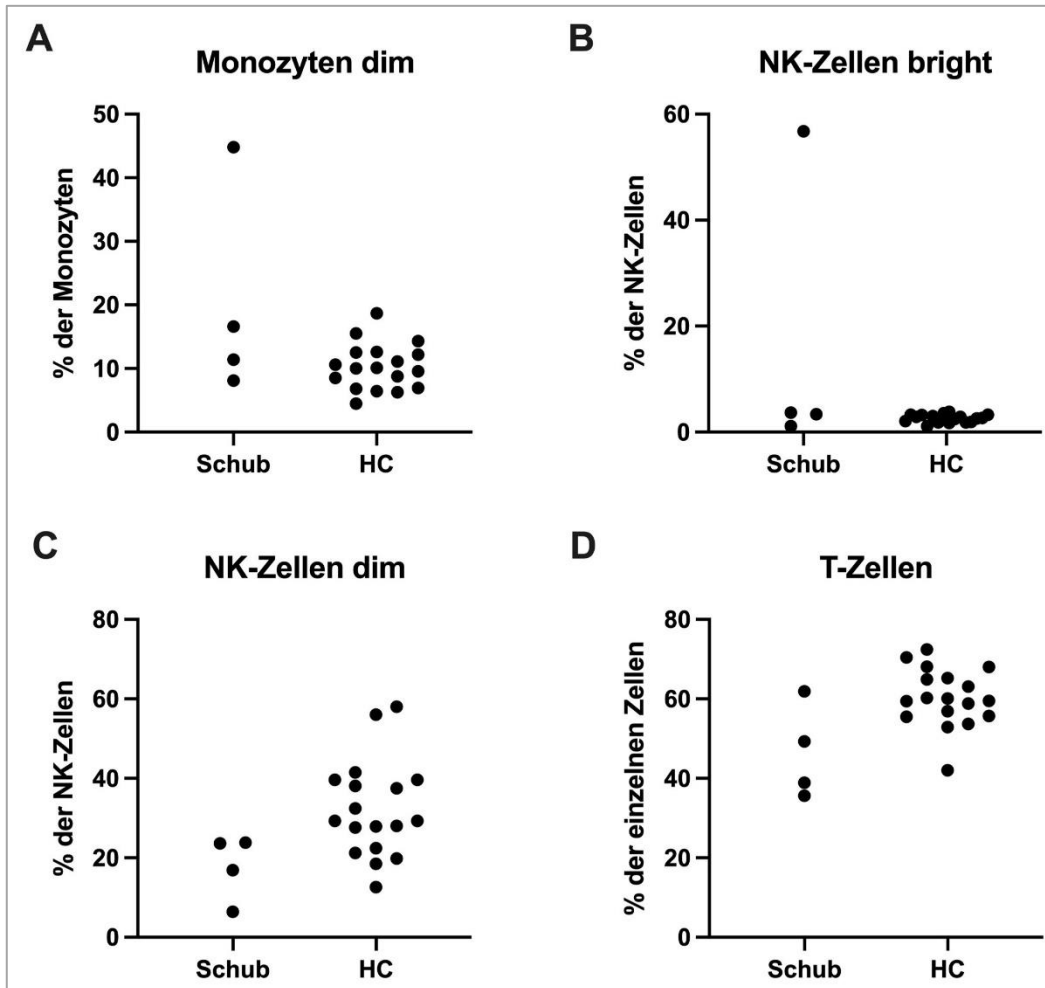 A
Monozyten dim
% der Monozyten
50
40
30
20
10
0
Schub
HC
B
NK-Zellen bright
% der NK-Zellen
60
40
20
0
Schub
HC
C
NK-Zellen dim
% der NK-Zellen
80
60
40
20
0
Schub
HC
D
T-Zellen
% der einzelnen Zellen
80
60
40
20
0
Schub
HC